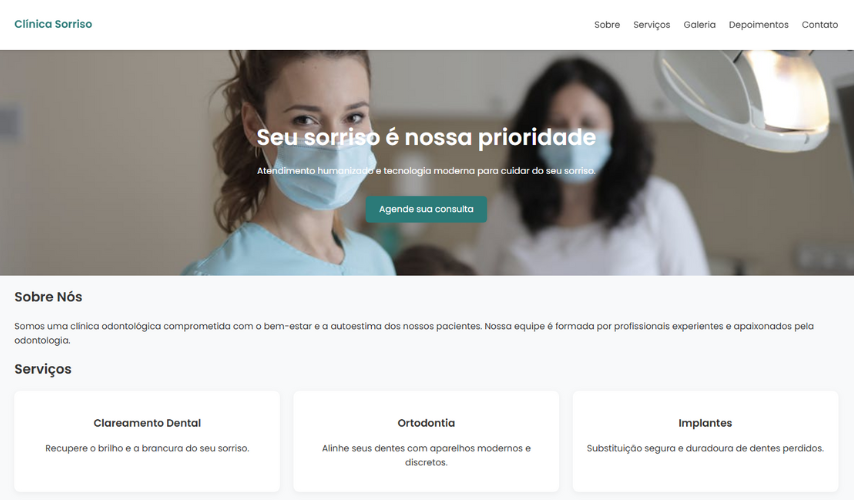 Clínica Sorriso
Sobre Serviços Galeria Depoimentos Contato
Seu sorriso é nossa prioridade
Atendimento humanizado e tecnologia moderna para cuidar do seu sorriso.
Agende sua consulta
Sobre Nós
Somos uma clínica odontológica comprometida com o bem-estar e a autoestima dos nossos pacientes. Nossa equipe é formada por profissionais experientes e apaixonados pela
odontologia.
Serviços
Clareamento Dental
Recupere o brilho e a brancura do seu sorriso.
Ortodontia
Alinhe seus dentes com aparelhos modernos e
discretos.
Implantes
Substituição segura e duradoura de dentes perdidos.